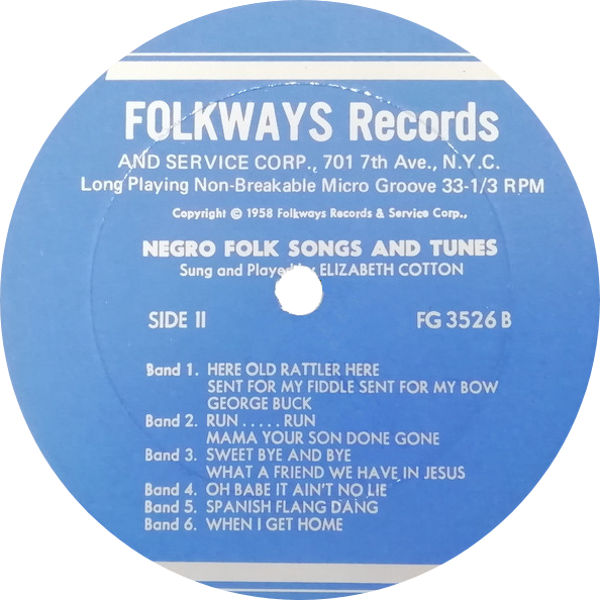 FOLKWAYS Records
AND SERVICE CORP., 701 7th Ave., N.Y.C.
Long Playing Non-Breakable Micro Groove 33-1/3 RPM
Copyright © 1958 Folkways Records & Service Corp.,
NEGRO FOLK SONGS AND TUNES
Sung and Played by ELIZABETH COTTON
SIDE II FG 3526 B
Band 1. HERE OLD RATTLER HERE
SENT FOR MY FIDDLE SENT FOR MY BOW
GEORGE BUCK
Band 2. RUN . . . . . RUN
MAMA YOUR SON DONE GONE
Band 3. SWEET BYE AND BYE
WHAT A FRIEND WE HAVE IN JESUS
Band 4. OH BABE IT AIN'T NO LIE
Band 5. SPANISH FLANG DANG
Band 6. WHEN I GET HOME